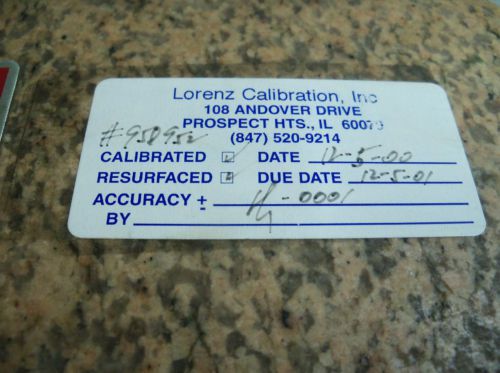 Lorenz Calibration, Inc
108 ANDOVER DRIVE
PROSPECT HTS., IL 60079
#958952 (847) 520-9214
CALIBRATED DATE 12-5-00
RESURFACED DUE DATE 12-5-01
ACCURACY ± -0001
BY